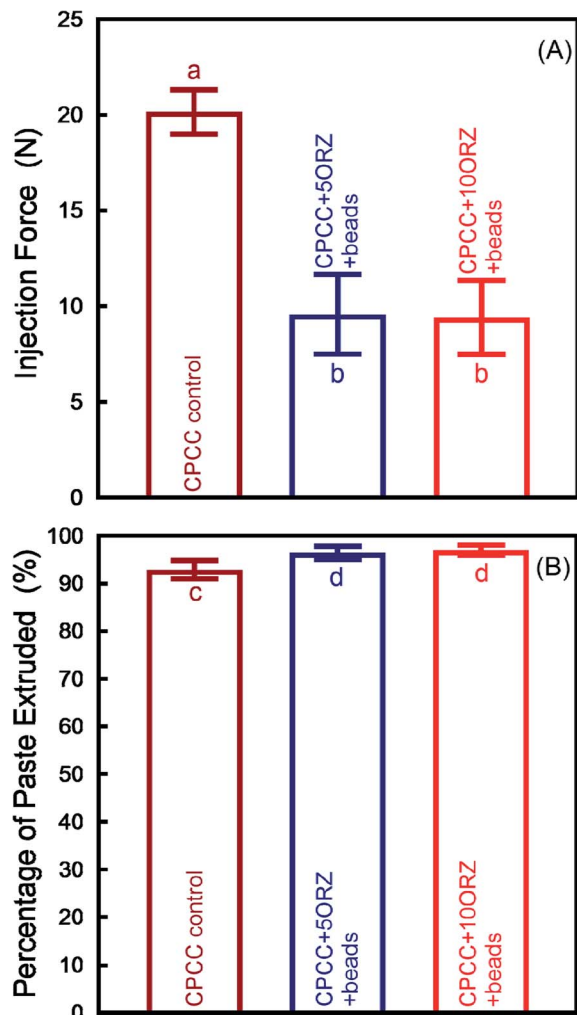 25
(A)
a
20
15
10
5
0
Injection Force (N)
CPCC control
CPCC+5ORZ
+beads
b
CPCC+10ORZ
+beads
b
100
(B)
90
80
70
60
50
40
30
20
10
0
Percentage of Paste Extruded (%)
c
d
d
CPCC control
CPCC+5ORZ
+beads
CPCC+10ORZ
+beads